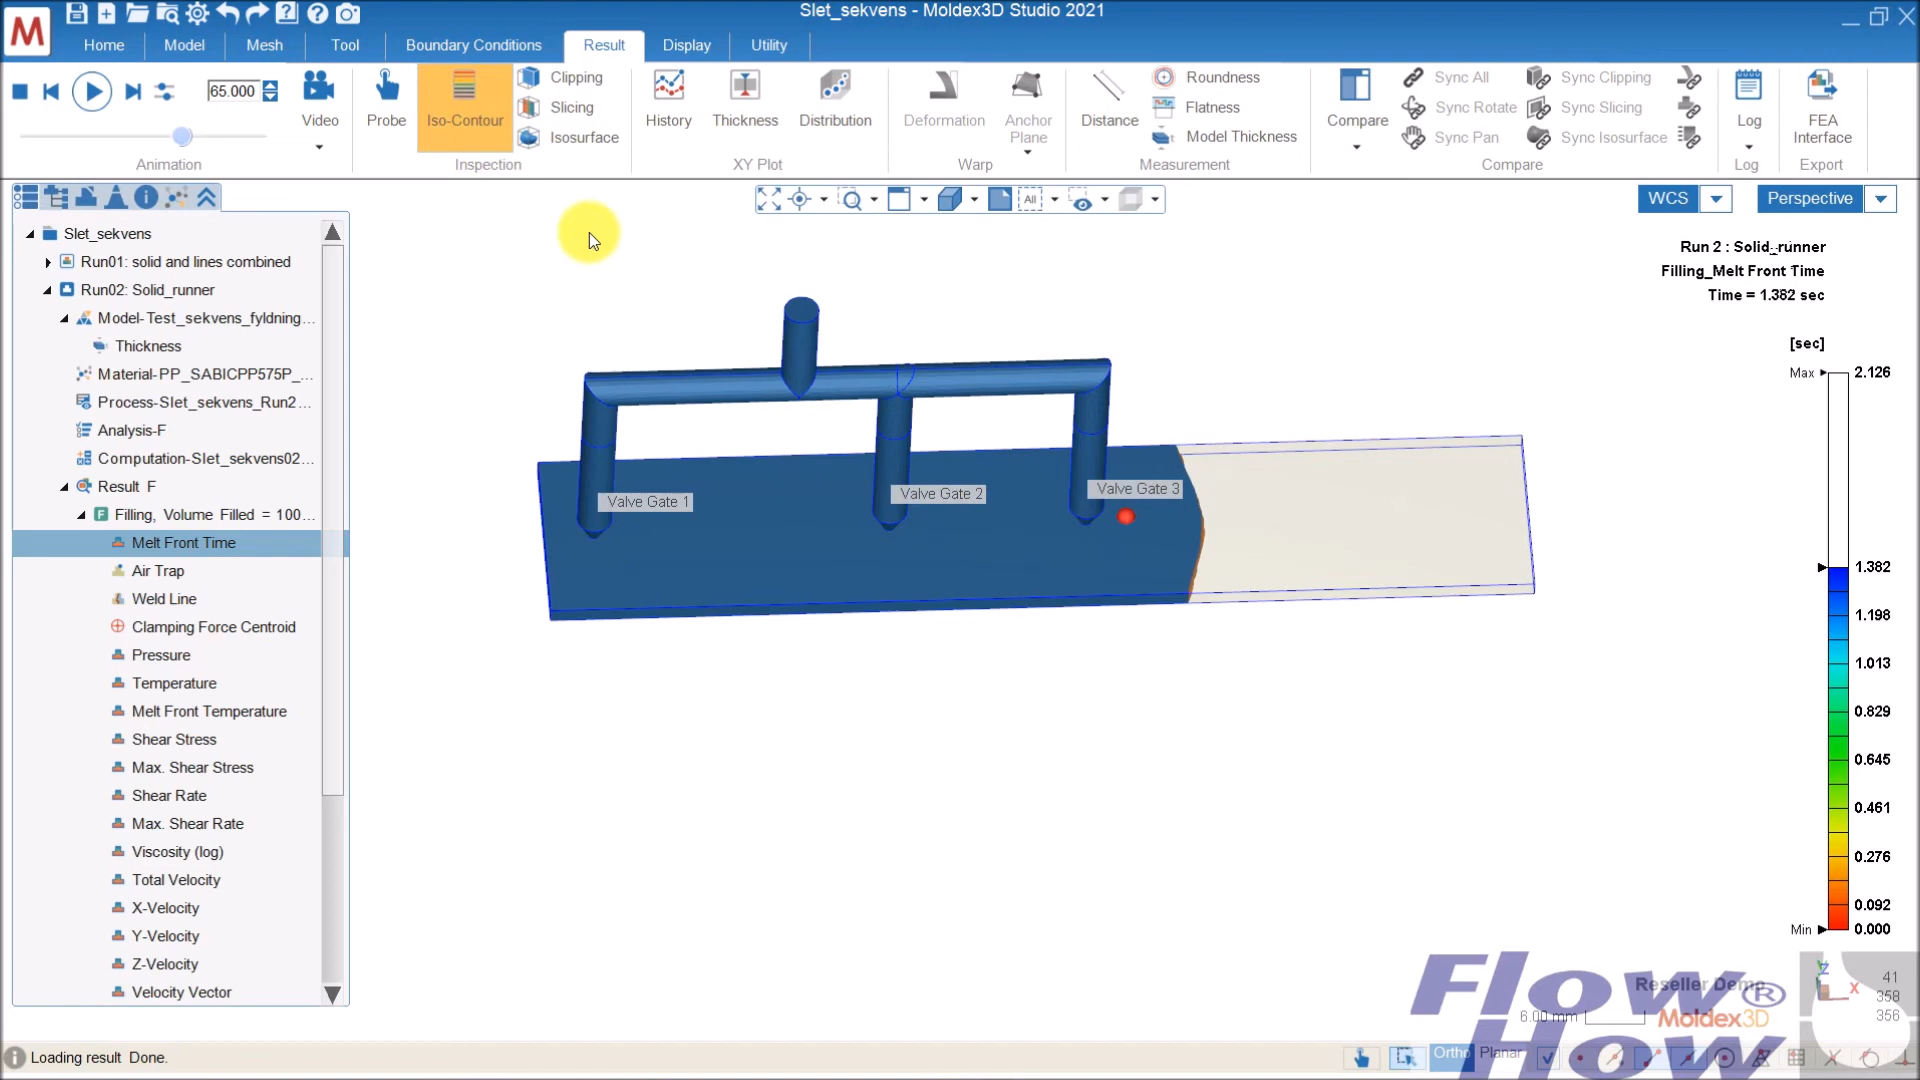 Slet_sekvens - Moldex3D Studio 2021
Home Model Mesh Tool Boundary Conditions Result Display Utility
65.000
Video
Probe
Iso-Contour
Clipping
Slicing
Isosurface
History
Thickness
Distribution
Deformation
Anchor
Plane
Distance
Roundness
Flatness
Model Thickness
Compare
Sync All
Sync Rotate
Sync Pan
Sync Clipping
Sync Slicing
Sync Isosurface
Log
FEA
Interface
Animation Inspection XY Plot Warp Measurement Compare Log Export
All
WCS
Perspective
Slet_sekvens
Run01: solid and lines combined
Run02: Solid_runner
Model-Test_sekvens_fyldning...
Thickness
Material-PP_SABICPP575P_...
Process-Slet_sekvens_Run2...
Analysis-F
Computation-Slet_sekvens02...
Result F
Filling, Volume Filled = 100...
Melt Front Time
Air Trap
Weld Line
Clamping Force Centroid
Pressure
Temperature
Melt Front Temperature
Shear Stress
Max. Shear Stress
Shear Rate
Max. Shear Rate
Viscosity (log)
Total Velocity
X-Velocity
Y-Velocity
Z-Velocity
Velocity Vector
Valve Gate 1
Valve Gate 2
Valve Gate 3
Run 2 : Solid_runner
Filling_Melt Front Time
Time = 1.382 sec
[sec]
Max 2.126
1.382
1.198
1.013
0.829
0.645
0.461
0.276
0.092
Min 0.000
Flow®
How
Reseller Demo
Moldex3D
6.00 mm
X
41
358
356
Loading result Done.
Ortho Planar